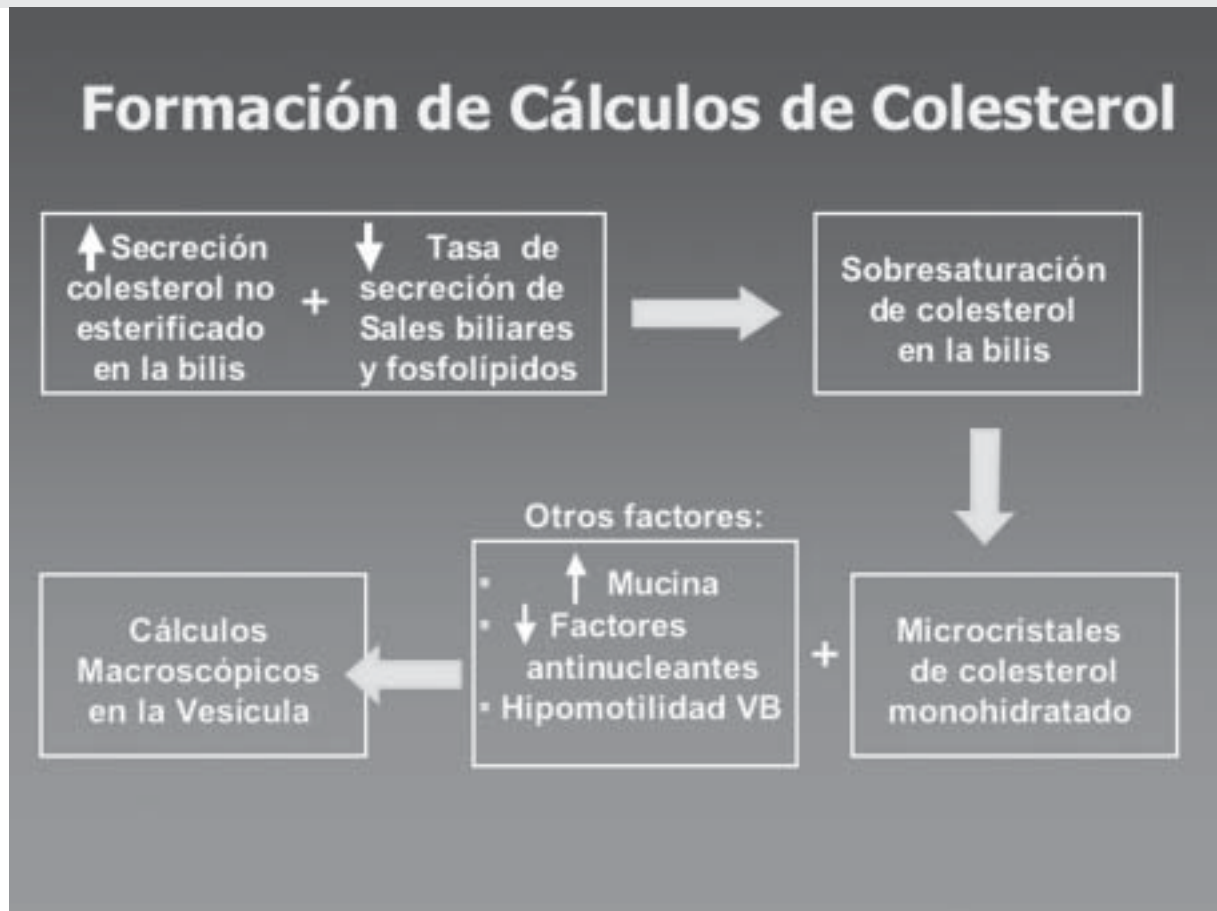 Formación de Cálculos de Colesterol
Secreción
colesterol no
esterificado
en la bilis
+
Tasa de
secreción de
Sales biliares
y fosfolípidos
Sobresaturación
de colesterol
en la bilis
Microcristales
de colesterol
monohidratado
+
Otros factores:
▪ Mucina
▪ Factores
antinucleantes
▪ Hipomotilidad VB
Cálculos
Macroscópicos
en la Vesícula